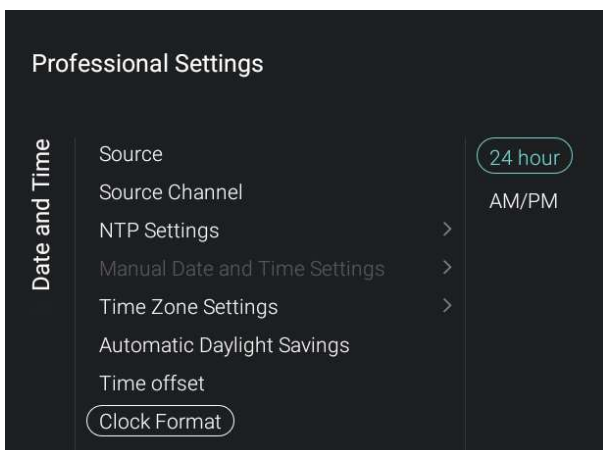 Professional Settings
Date and Time
Source
Source Channel
NTP Settings
Manual Date and Time Settings
Time Zone Settings
Automatic Daylight Savings
Time offset
Clock Format
24 hour
AM/PM